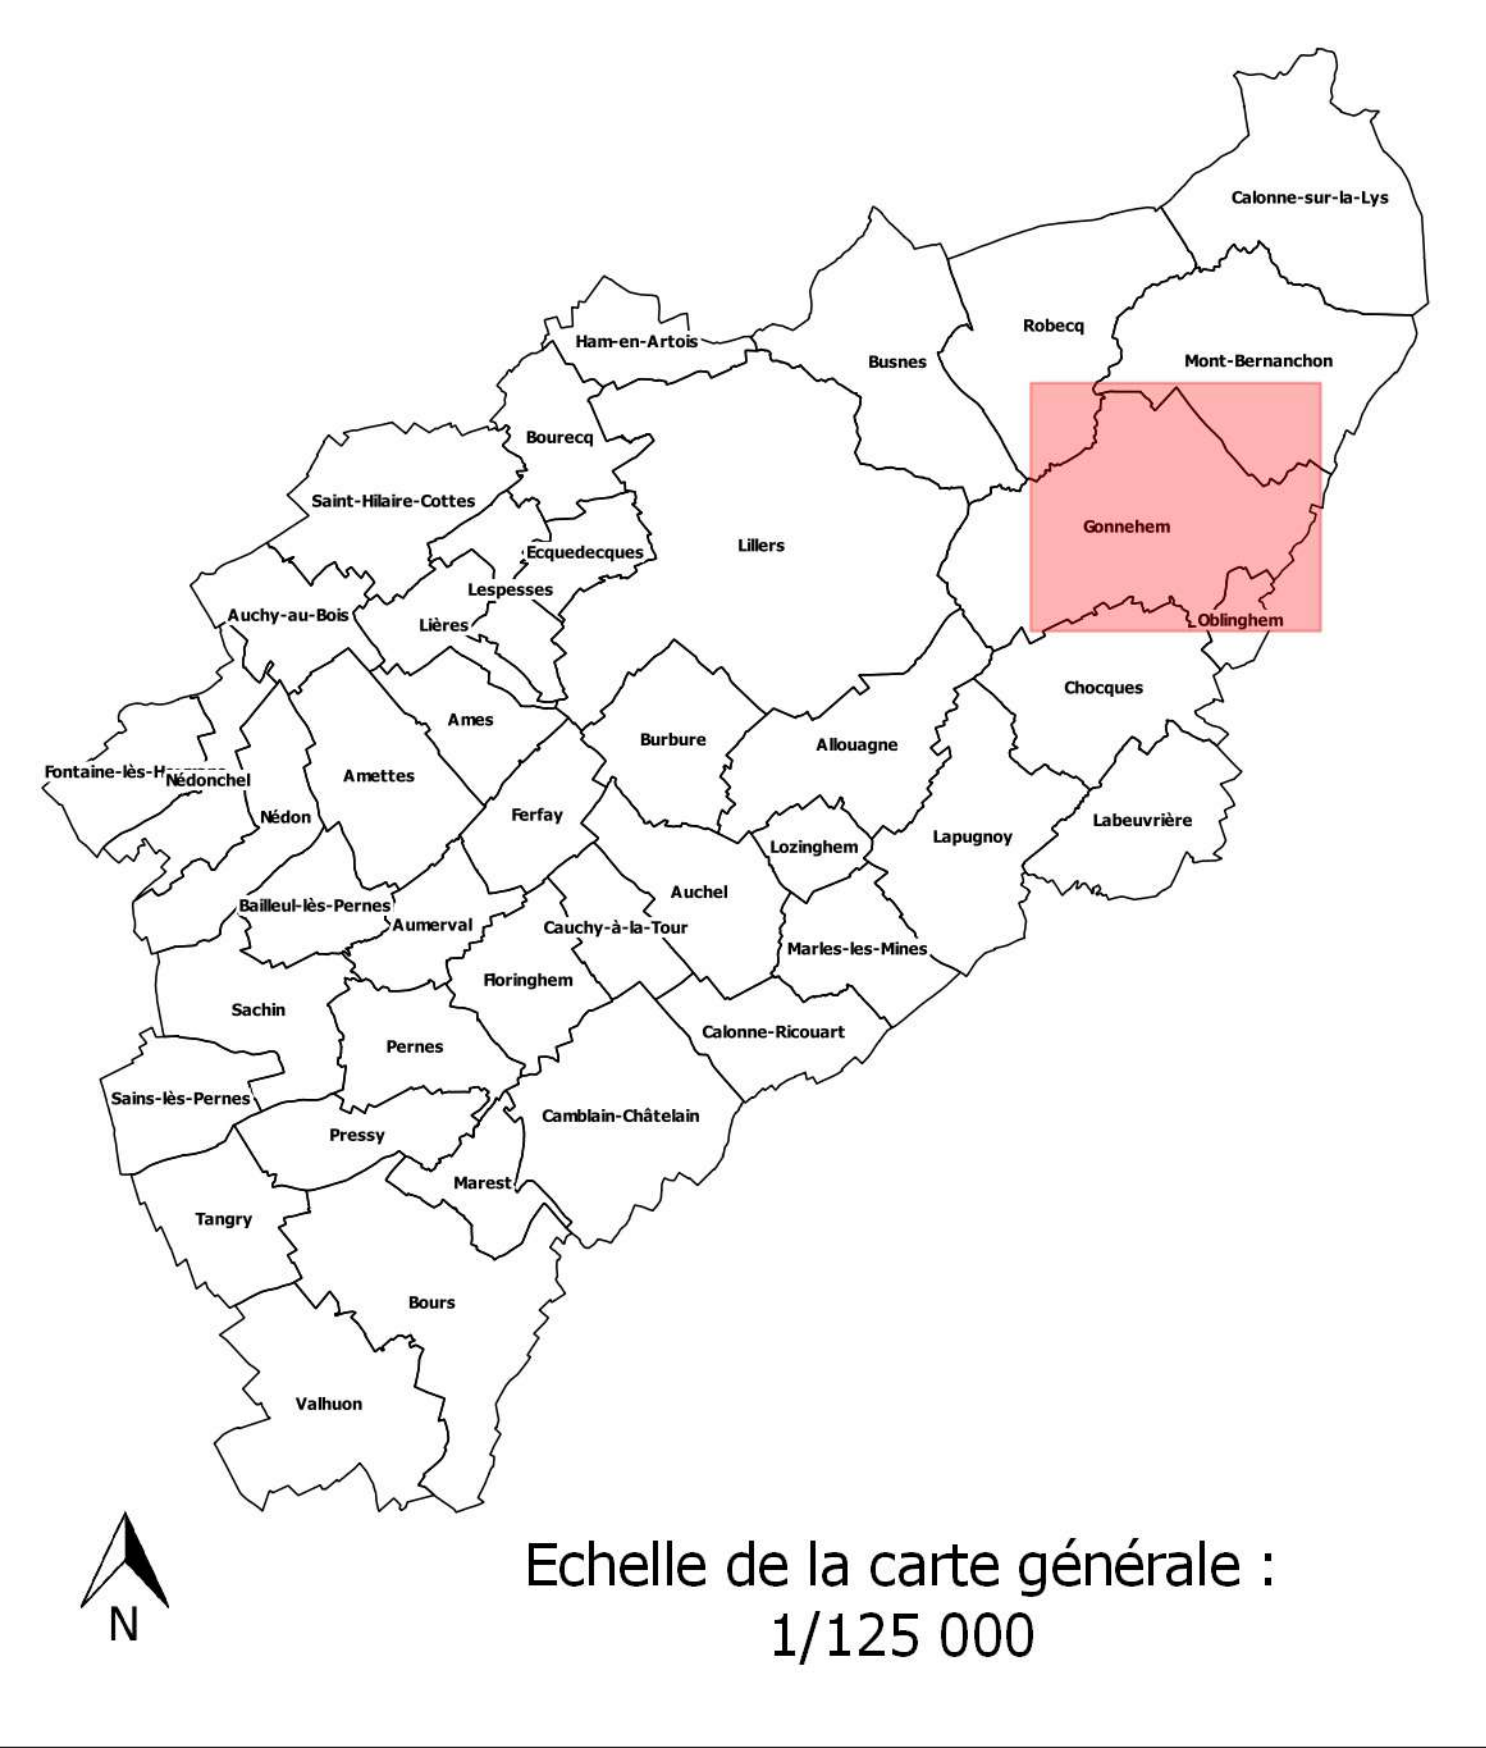 Calonne-sur-la-Lys
Robecq
Ham-en-Artois
Busnes
Mont-Bernanchon
Bourecq
Saint-Hilaire-Cottes
Gonnehem
Lillers
Ecquedecques
Lespesses
Auchy-au-Bois
Lières
Oblinghem
Chocques
Ames
Burbure
Allouagne
Fontaine-lès-H
Nédonchel
Amettes
Nédon
Ferfay
Labeuvrière
Lapugnoy
Lozinghem
Auchel
Bailleul-lès-Pernes
Aumerval
Cauchy-à-la-Tour
Marles-les-Mines
Floringhem
Sachin
Calonne-Ricouart
Pernes
Sains-lès-Pernes
Camblain-Châtelain
Pressy
Marest
Tangry
Bours
Valhuon
Echelle de la carte générale :
1/125 000
N